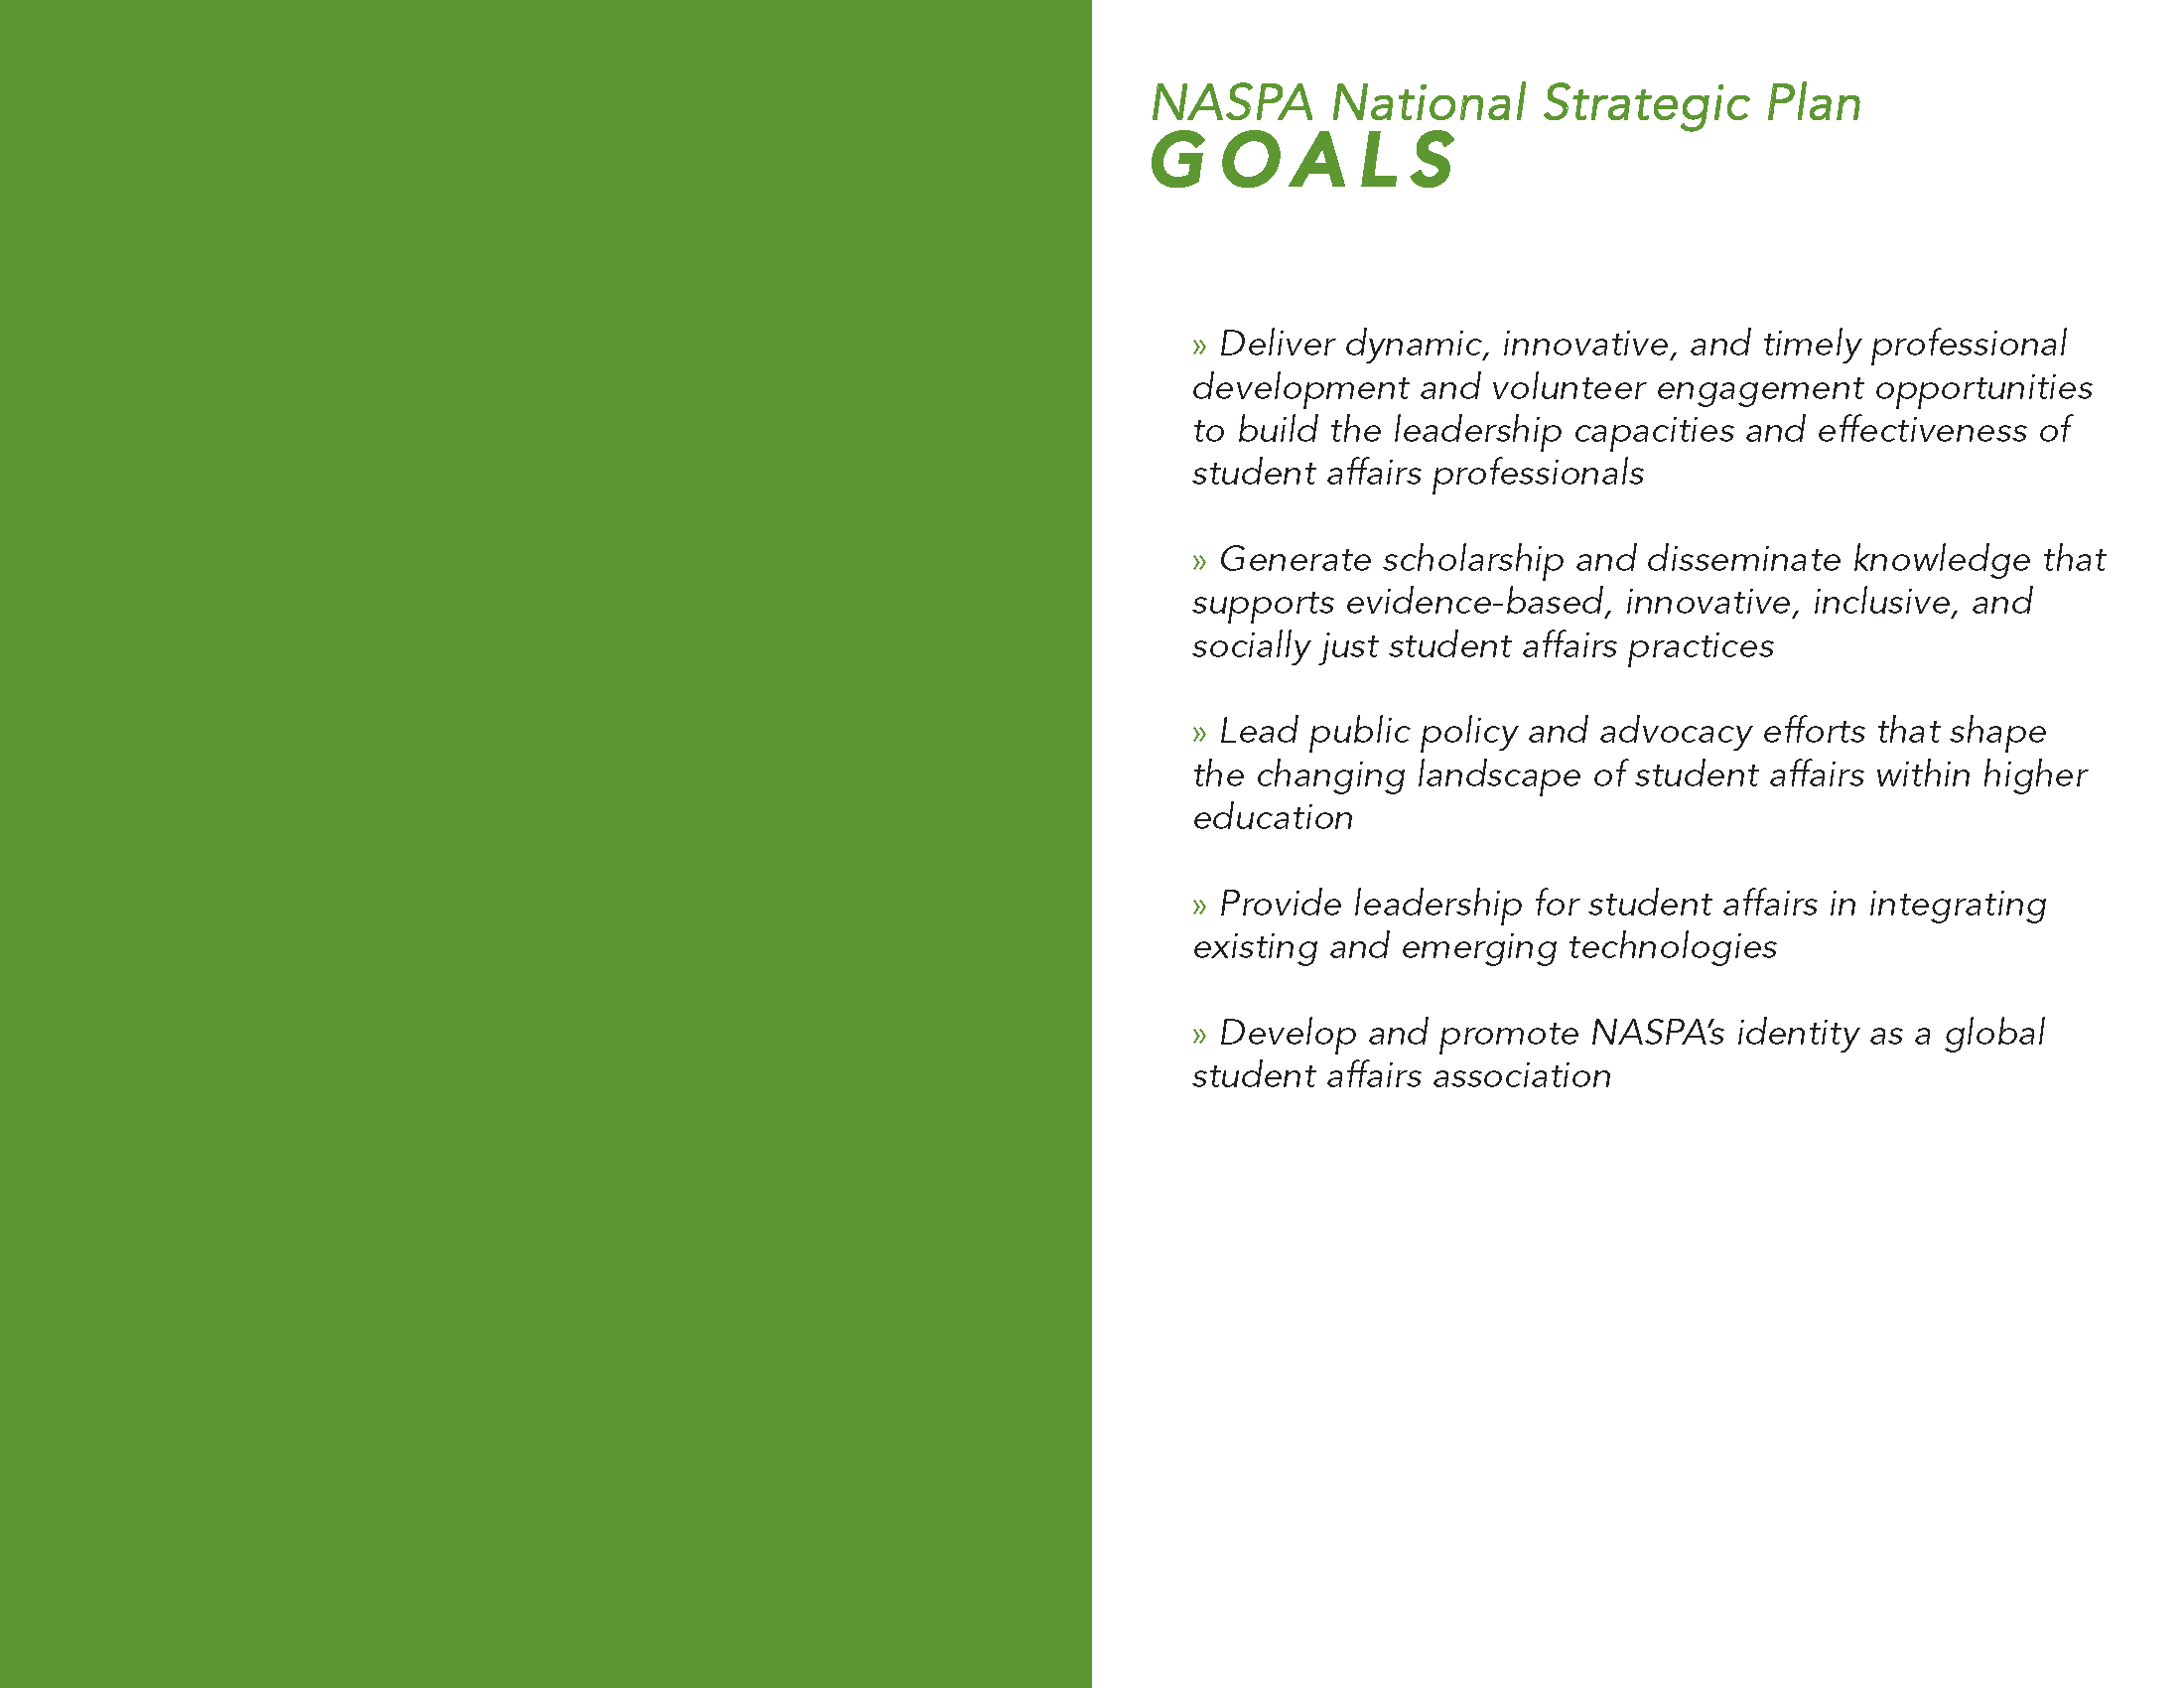 NASPA National Strategic Plan
GOALS
» Deliver dynamic, innovative, and timely professional
development and volunteer engagement opportunities
to build the leadership capacities and effectiveness of
student affairs professionals
» Generate scholarship and disseminate knowledge that
supports evidence-based, innovative, inclusive, and
socially just student affairs practices
» Lead public policy and advocacy efforts that shape
the changing landscape of student affairs within higher
education
» Provide leadership for student affairs in integrating
existing and emerging technologies
» Develop and promote NASPA’s identity as a global
student affairs association